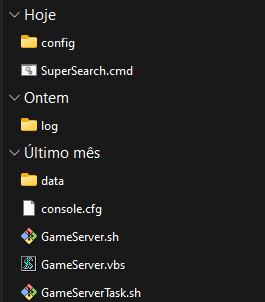 Hoje
config
SuperSearch.cmd
Ontem
log
Último mês
data
console.cfg
GameServer.sh
GameServer.vbs
GameServerTask.sh